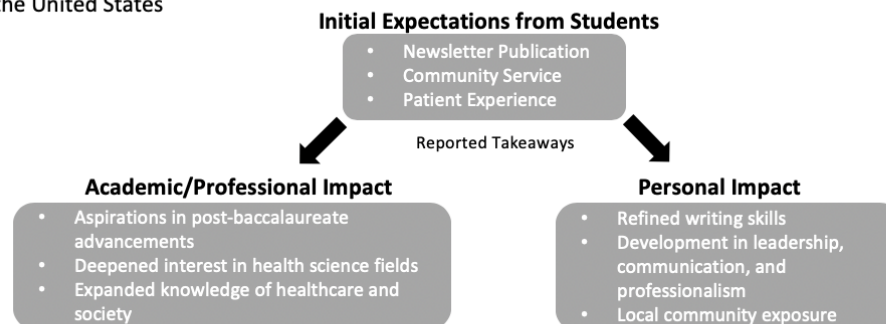 the United States
Initial Expectations from Students
• Newsletter Publication
• Community Service
• Patient Experience
Reported Takeaways
Academic/Professional Impact
• Aspirations in post-baccalaureate
advancements
• Deepened interest in health science fields
• Expanded knowledge of healthcare and
society
Personal Impact
• Refined writing skills
• Development in leadership,
communication, and
professionalism
• Local community exposure